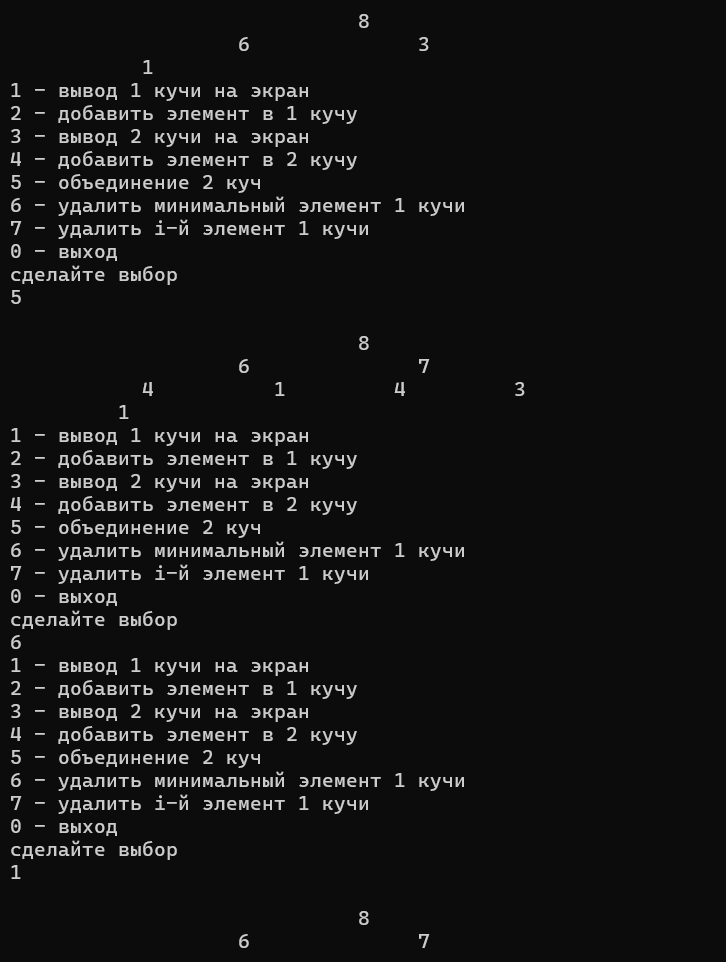 8
6 3
1
1 - вывод 1 кучи на экран
2 - добавить элемент в 1 кучу
3 - вывод 2 кучи на экран
4 - добавить элемент в 2 кучу
5 - объединение 2 куч
6 - удалить минимальный элемент 1 кучи
7 - удалить i-й элемент 1 кучи
0 - выход
сделайте выбор
5
8
6 7
4 1 4 3
1
1 - вывод 1 кучи на экран
2 - добавить элемент в 1 кучу
3 - вывод 2 кучи на экран
4 - добавить элемент в 2 кучу
5 - объединение 2 куч
6 - удалить минимальный элемент 1 кучи
7 - удалить i-й элемент 1 кучи
0 - выход
сделайте выбор
6
1 - вывод 1 кучи на экран
2 - добавить элемент в 1 кучу
3 - вывод 2 кучи на экран
4 - добавить элемент в 2 кучу
5 - объединение 2 куч
6 - удалить минимальный элемент 1 кучи
7 - удалить i-й элемент 1 кучи
0 - выход
сделайте выбор
1
8
6 7